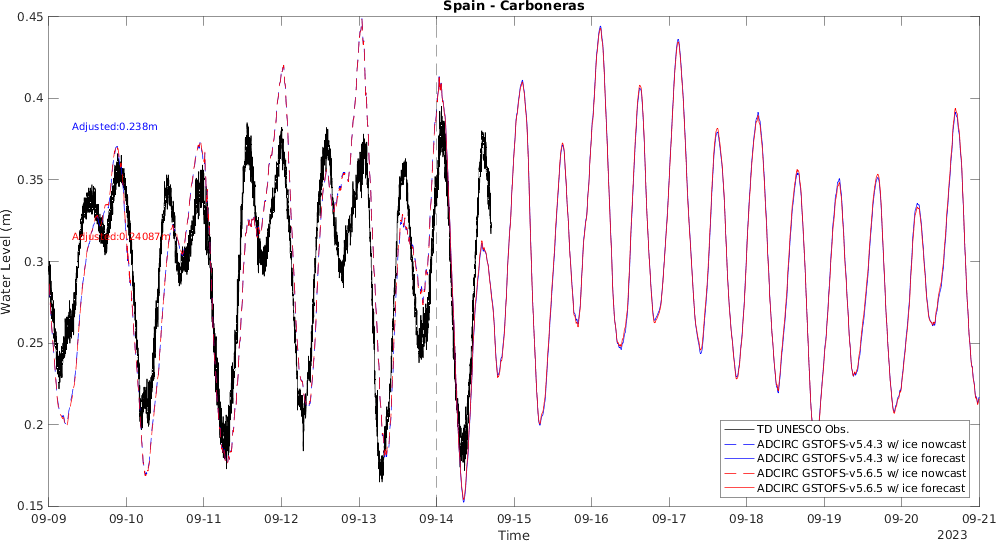 Spain - Carboneras
0.45
0.4
0.35
0.3
0.25
0.2
0.15
Water Level (m)
Adjusted:0.238m
Adjusted:0.24087m
TD UNESCO Obs.
ADCIRC GSTOFS-v5.4.3 w/ ice nowcast
ADCIRC GSTOFS-v5.4.3 w/ ice forecast
ADCIRC GSTOFS-v5.6.5 w/ ice nowcast
ADCIRC GSTOFS-v5.6.5 w/ ice forecast
09-09 09-10 09-11 09-12 09-13 09-14 09-15 09-16 09-17 09-18 09-19 09-20 09-21
Time
2023